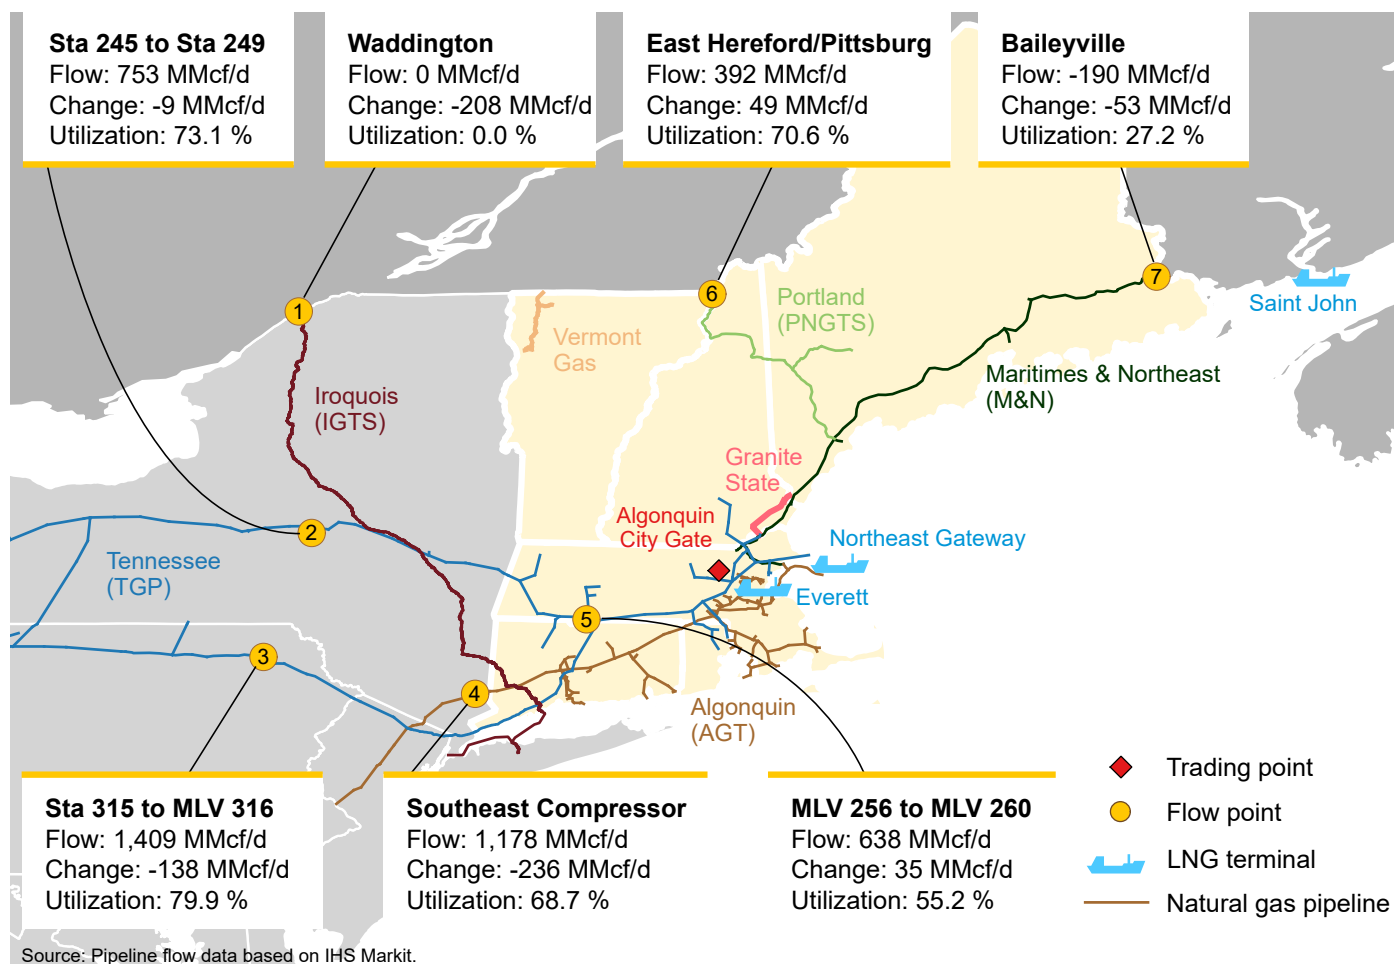 Sta 245 to Sta 249
Flow: 753 MMcf/d
Change: -9 MMcf/d
Utilization: 73.1 %
Waddington
Flow: 0 MMcf/d
Change: -208 MMcf/d
Utilization: 0.0 %
East Hereford/Pittsburg
Flow: 392 MMcf/d
Change: 49 MMcf/d
Utilization: 70.6 %
Baileyville
Flow: -190 MMcf/d
Change: -53 MMcf/d
Utilization: 27.2 %
1
6
7
Portland
(PNGTS)
Saint John
Vermont
Gas
Iroquois
(IGTS)
Maritimes & Northeast
(M&N)
Granite
State
Algonquin
City Gate
2
Northeast Gateway
Tennessee
(TGP)
Everett
5
3
4
Algonquin
(AGT)
Sta 315 to MLV 316
Flow: 1,409 MMcf/d
Change: -138 MMcf/d
Utilization: 79.9 %
Southeast Compressor
Flow: 1,178 MMcf/d
Change: -236 MMcf/d
Utilization: 68.7 %
MLV 256 to MLV 260
Flow: 638 MMcf/d
Change: 35 MMcf/d
Utilization: 55.2 %
Trading point
Flow point
LNG terminal
Natural gas pipeline
Source: Pipeline flow data based on IHS Markit.